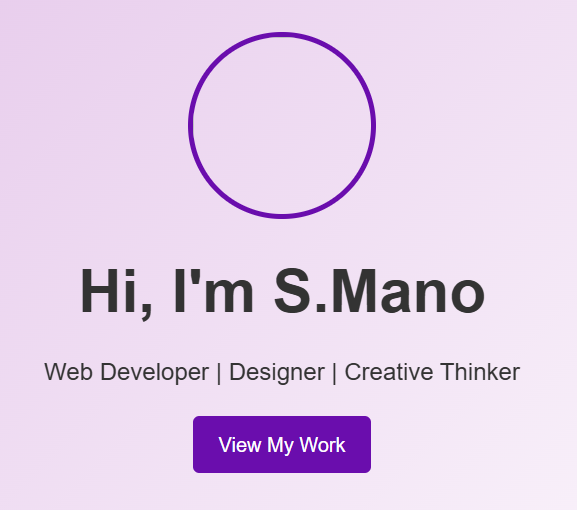 Hi, I'm S.Mano
Web Developer | Designer | Creative Thinker
View My Work